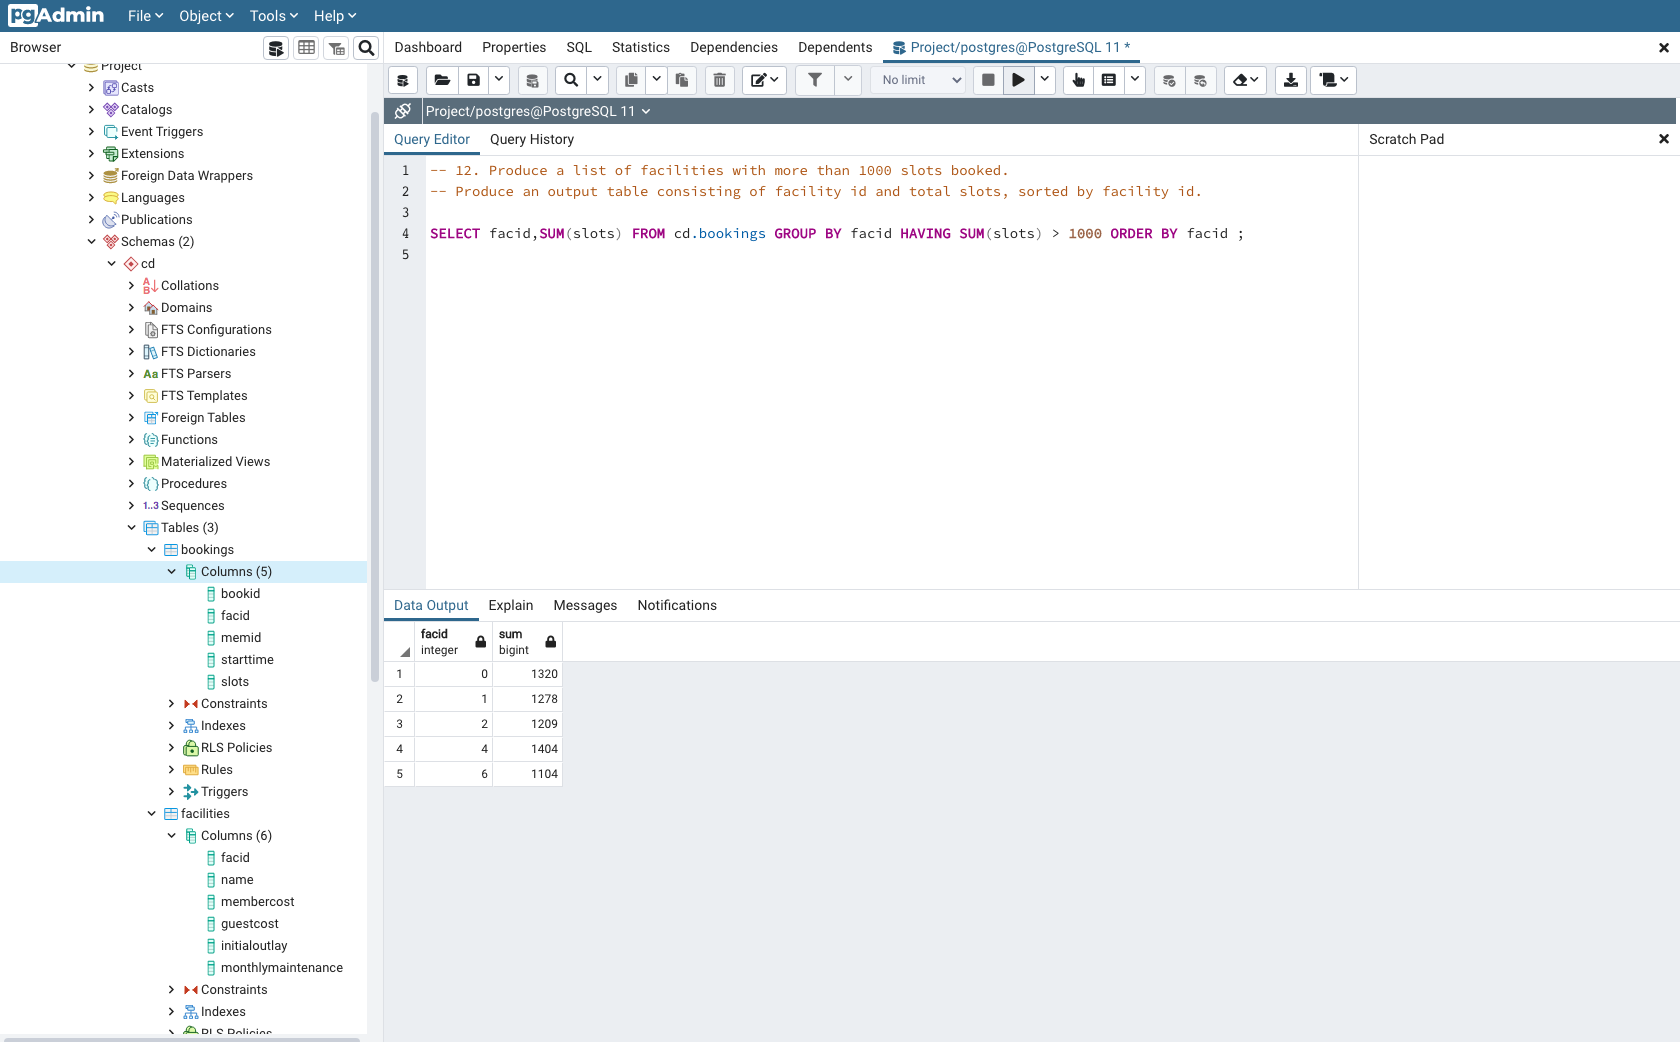 pgAdmin File Object Tools Help
Browser
Dashboard Properties SQL Statistics Dependencies Dependents Project/postgres@PostgreSQL 11 *
No limit
Project/postgres@PostgreSQL 11
Query Editor Query History
Scratch Pad
Project
Casts
Catalogs
Event Triggers
Extensions
Foreign Data Wrappers
Languages
Publications
Schemas (2)
cd
Collations
Domains
FTS Configurations
FTS Dictionaries
Aa FTS Parsers
FTS Templates
Foreign Tables
Functions
Materialized Views
Procedures
1..3 Sequences
Tables (3)
bookings
Columns (5)
bookid
facid
memid
starttime
slots
Constraints
Indexes
RLS Policies
Rules
Triggers
facilities
Columns (6)
facid
name
membercost
guestcost
initialoutlay
monthlymaintenance
Constraints
Indexes
RLS Policies
1 -- 12. Produce a list of facilities with more than 1000 slots booked.
2 -- Produce an output table consisting of facility id and total slots, sorted by facility id.
3
4 SELECT facid,SUM(slots) FROM cd.bookings GROUP BY facid HAVING SUM(slots) > 1000 ORDER BY facid ;
5
Data Output Explain Messages Notifications
facid sum
integer bigint
1 0 1320
2 1 1278
3 2 1209
4 4 1404
5 6 1104